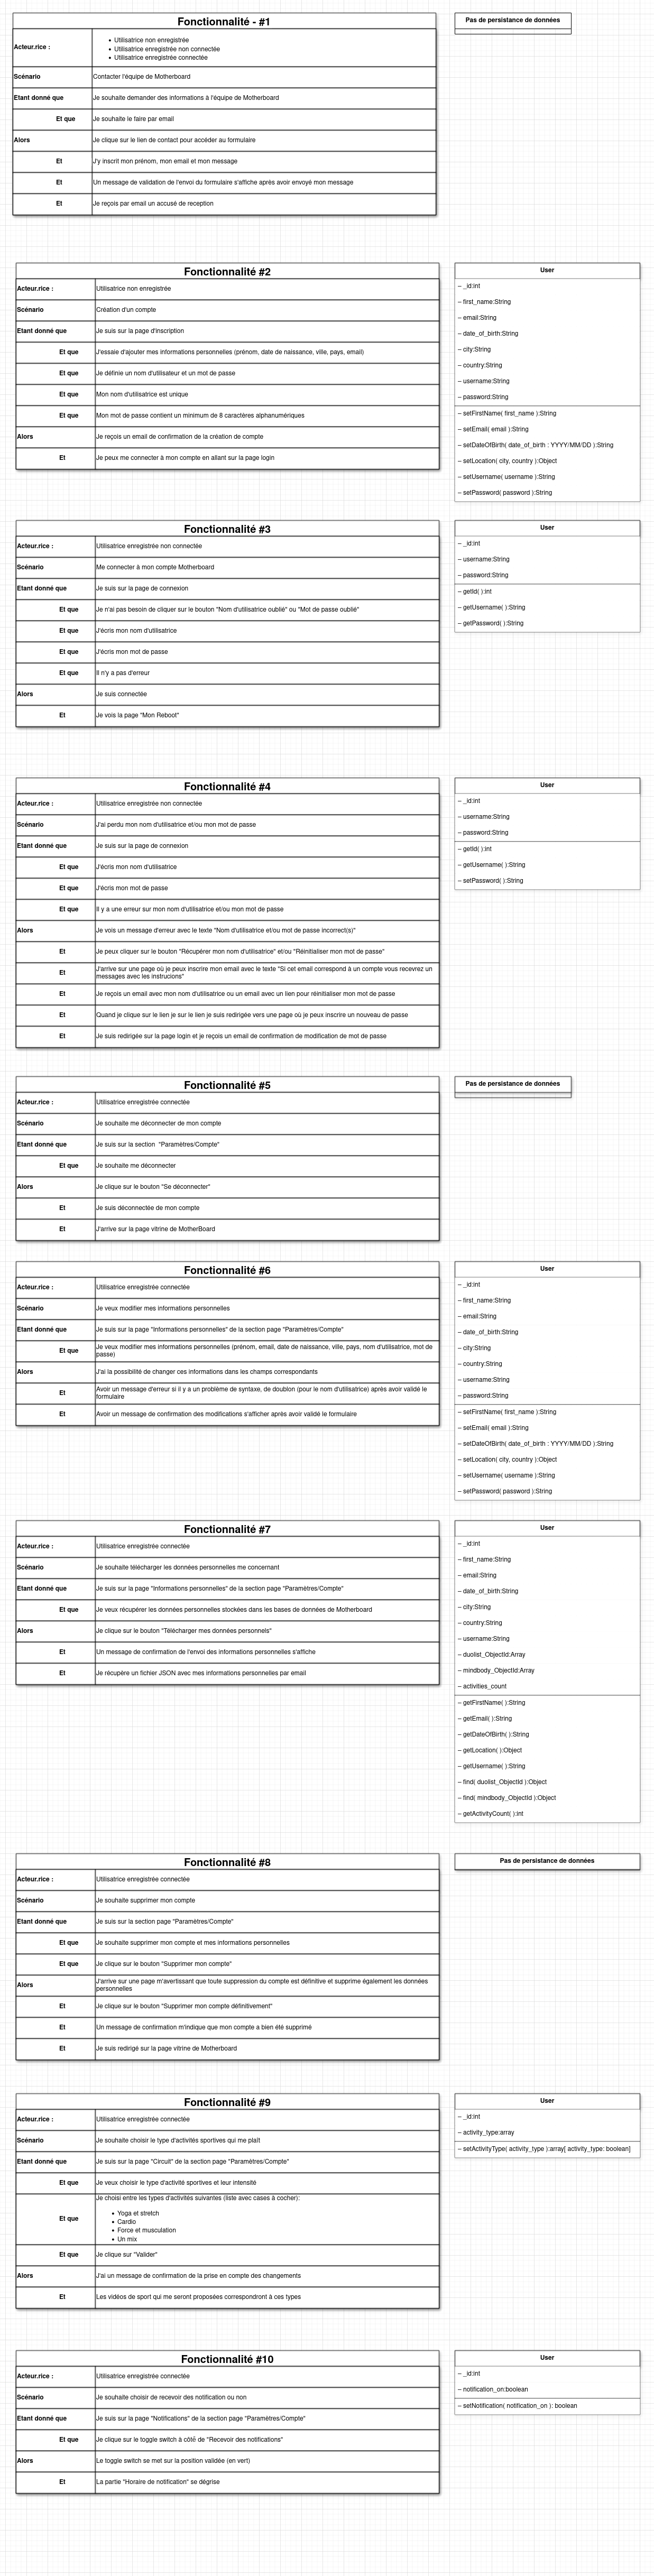 Fonctionnalité - #1
Acteur.rice :
Utilisatrice non enregistrée
Utilisatrice enregistrée non connectée
Utilisatrice enregistrée connectée
Scénario
Contacter l'équipe de Motherboard
Etant donné que
Je souhaite demander des informations à l'équipe de Motherboard
Et que
Je souhaite le faire par email
Alors
Je clique sur le lien de contact pour accéder au formulaire
Et
J'y inscrit mon prénom, mon email et mon message
Et
Un message de validation de l'envoi du formulaire s'affiche après avoir envoyé mon message
Et
Je reçois par email un accusé de reception
Pas de persistance de données
Fonctionnalité #2
Acteur.rice :
Utilisatrice non enregistrée
Scénario
Création d'un compte
Etant donné que
Je suis sur la page d'inscription
Et que
J'essaie d'ajouter mes informations personnelles (prénom, date de naissance, ville, pays, email)
Et que
Je définie un nom d'utilisateur et un mot de passe
Et que
Mon nom d'utilisatrice est unique
Et que
Mon mot de passe contient un minimum de 8 caractères alphanumériques
Alors
Je reçois un email de confirmation de la création de compte
Et
Je peux me connecter à mon compte en allant sur la page login
User
– _id:int
– first_name:String
– email:String
– date_of_birth:String
– city:String
– country:String
– username:String
– password:String
– setFirstName( first_name ):String
– setEmail( email ):String
– setDateOfBirth( date_of_birth : YYYY/MM/DD ):String
– setLocation( city, country ):Object
– setUsername( username ):String
– setPassword( password ):String
Fonctionnalité #3
Acteur.rice :
Utilisatrice enregistrée non connectée
Scénario
Me connecter à mon compte Motherboard
Etant donné que
Je suis sur la page de connexion
Et que
Je n'ai pas besoin de cliquer sur le bouton "Nom d'utilisatrice oublié" ou "Mot de passe oublié"
Et que
J'écris mon nom d'utilisatrice
Et que
J'écris mon mot de passe
Et que
Il n'y a pas d'erreur
Alors
Je suis connectée
Et
Je vois la page "Mon Reboot"
User
– _id:int
– username:String
– password:String
– getId( ):int
– getUsername( ):String
– getPassword( ):String
Fonctionnalité #4
Acteur.rice :
Utilisatrice enregistrée non connectée
Scénario
J'ai perdu mon nom d'utilisatrice et/ou mon mot de passe
Etant donné que
Je suis sur la page de connexion
Et que
J'écris mon nom d'utilisatrice
Et que
J'écris mon mot de passe
Et que
Il y a une erreur sur mon nom d'utilisatrice et/ou mon mot de passe
Alors
Je vois un message d'erreur avec le texte "Nom d'utilisatrice et/ou mot de passe incorrect(s)"
Et
Je peux cliquer sur le bouton "Récupérer mon nom d'utilisatrice" et/ou "Réinitialiser mon mot de passe"
Et
J'arrive sur une page où je peux inscrire mon email avec le texte "Si cet email correspond à un compte vous recevrez un
messages avec les instrucions"
Et
Je reçois un email avec mon nom d'utilisatrice ou un email avec un lien pour réinitialiser mon mot de passe
Et
Quand je clique sur le lien je sur le lien je suis redirigée vers une page où je peux inscrire un nouveau de passe
Et
Je suis redirigée sur la page login et je reçois un email de confirmation de modification de mot de passe
User
– _id:int
– username:String
– password:String
– getId( ):int
– getUsername( ):String
– setPassword( ):String
Fonctionnalité #5
Acteur.rice :
Utilisatrice enregistrée connectée
Scénario
Je souhaite me déconnecter de mon compte
Etant donné que
Je suis sur la section  "Paramètres/Compte"
Et que
Je souhaite me déconnecter
Alors
Je clique sur le bouton "Se déconnecter"
Et
Je suis déconnectée de mon compte
Et
J'arrive sur la page vitrine de MotherBoard
Pas de persistance de données
Fonctionnalité #6
Acteur.rice :
Utilisatrice enregistrée connectée
Scénario
Je veux modifier mes informations personnelles
Etant donné que
Je suis sur la page "Informations personnelles" de la section page "Paramètres/Compte"
Et que
Je veux modifier mes informations personnelles (prénom, email, date de naissance, ville, pays, nom d'utilisatrice, mot de
passe)
Alors
J'ai la possibilité de changer ces informations dans les champs correspondants
Et
Avoir un message d'erreur si il y a un problème de syntaxe, de doublon (pour le nom d'utilisatrice) après avoir validé le
formulaire
Et
Avoir un message de confirmation des modifications s'afficher après avoir validé le formulaire
User
– _id:int
– first_name:String
– email:String
– date_of_birth:String
– city:String
– country:String
– username:String
– password:String
– setFirstName( first_name ):String
– setEmail( email ):String
– setDateOfBirth( date_of_birth : YYYY/MM/DD ):String
– setLocation( city, country ):Object
– setUsername( username ):String
– setPassword( password ):String
Fonctionnalité #7
Acteur.rice :
Utilisatrice enregistrée connectée
Scénario
Je souhaite télécharger les données personnelles me concernant
Etant donné que
Je suis sur la page "Informations personnelles" de la section page "Paramètres/Compte"
Et que
Je veux récupérer les données personnelles stockées dans les bases de données de Motherboard
Alors
Je clique sur le bouton "Télécharger mes données personnels"
Et
Un message de confirmation de l'envoi des informations personnelles s'affiche
Et
Je récupère un fichier JSON avec mes informations personnelles par email
User
– _id:int
– first_name:String
– email:String
– date_of_birth:String
– city:String
– country:String
– username:String
– duolist_ObjectId:Array
– mindbody_ObjectId:Array
– activities_count
– getFirstName( ):String
– getEmail( ):String
– getDateOfBirth( ):String
– getLocation( ):Object
– getUsername( ):String
– find( duolist_ObjectId ):Object
– find( mindbody_ObjectId ):Object
– getActivityCount( ):int
Fonctionnalité #8
Acteur.rice :
Utilisatrice enregistrée connectée
Scénario
Je souhaite supprimer mon compte
Etant donné que
Je suis sur la section page "Paramètres/Compte"
Et que
Je souhaite supprimer mon compte et mes informations personnelles
Et que
Je clique sur le bouton "Supprimer mon compte"
Alors
J'arrive sur une page m'avertissant que toute suppression du compte est définitive et supprime également les données
personnelles
Et
Je clique sur le bouton "Supprimer mon compte définitivement"
Et
Un message de confirmation m'indique que mon compte a bien été supprimé
Et
Je suis redirigé sur la page vitrine de Motherboard
Pas de persistance de données
Fonctionnalité #9
Acteur.rice :
Utilisatrice enregistrée connectée
Scénario
Je souhaite choisir le type d'activités sportives qui me plaît
Etant donné que
Je suis sur la page "Circuit" de la section page "Paramètres/Compte"
Et que
Je veux choisir le type d'activité sportives et leur intensité
Et que
Je choisi entre les types d'activités suivantes (liste avec cases à cocher):
Yoga et stretch
Cardio
Force et musculation
Un mix
Et que
Je clique sur "Valider"
Alors
J'ai un message de confirmation de la prise en compte des changements
Et
Les vidéos de sport qui me seront proposées correspondront à ces types
User
– _id:int
– activity_type:array
– setActivityType( activity_type ):array[ activity_type: boolean]
Fonctionnalité #10
Acteur.rice :
Utilisatrice enregistrée connectée
Scénario
Je souhaite choisir de recevoir des notification ou non
Etant donné que
Je suis sur la page "Notifications" de la section page "Paramètres/Compte"
Et que
Je clique sur le toggle switch à côté de "Recevoir des notifications"
Alors
Le toggle switch se met sur la position validée (en vert)
Et
La partie "Horaire de notification" se dégrise
User
– _id:int
– notification_on:boolean
– setNotification( notification_on ): boolean